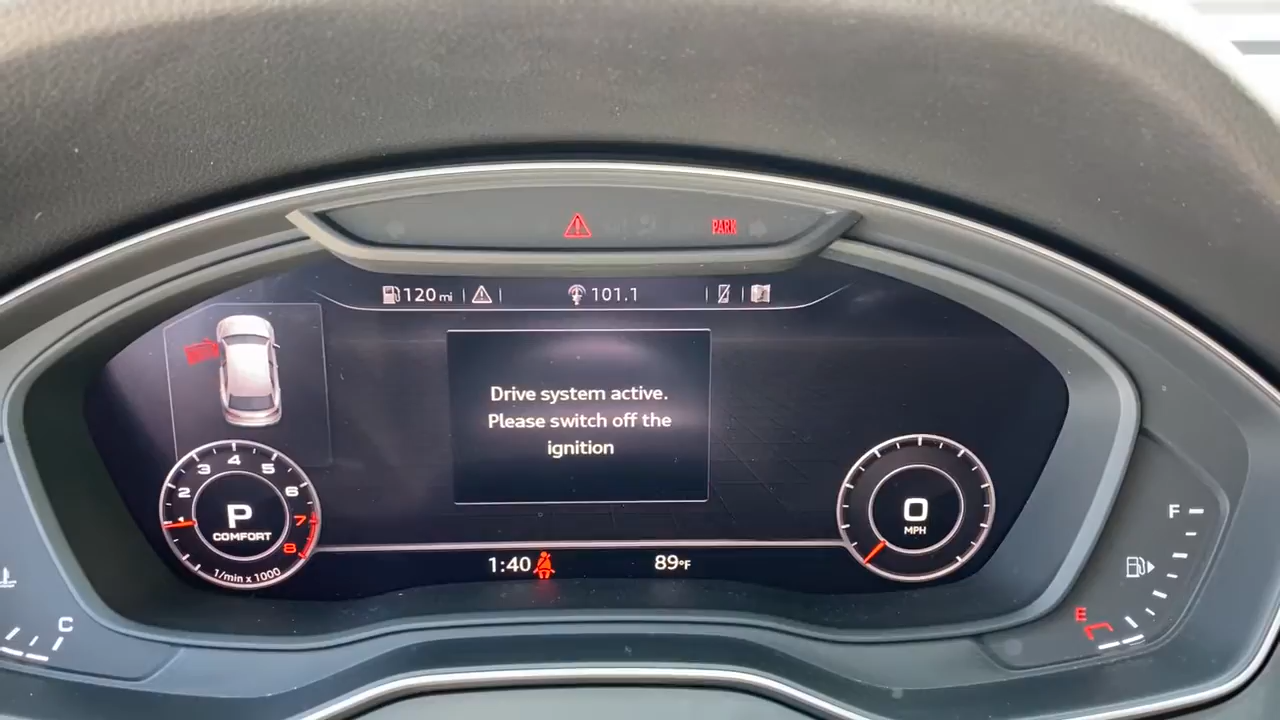 PARK
120 mi
101.1
Drive system active.
Please switch off the
ignition
1 2 3 4 5 6 7 8
P
COMFORT
1/min x 1000
0
MPH
1:40
89°F
F
E
C